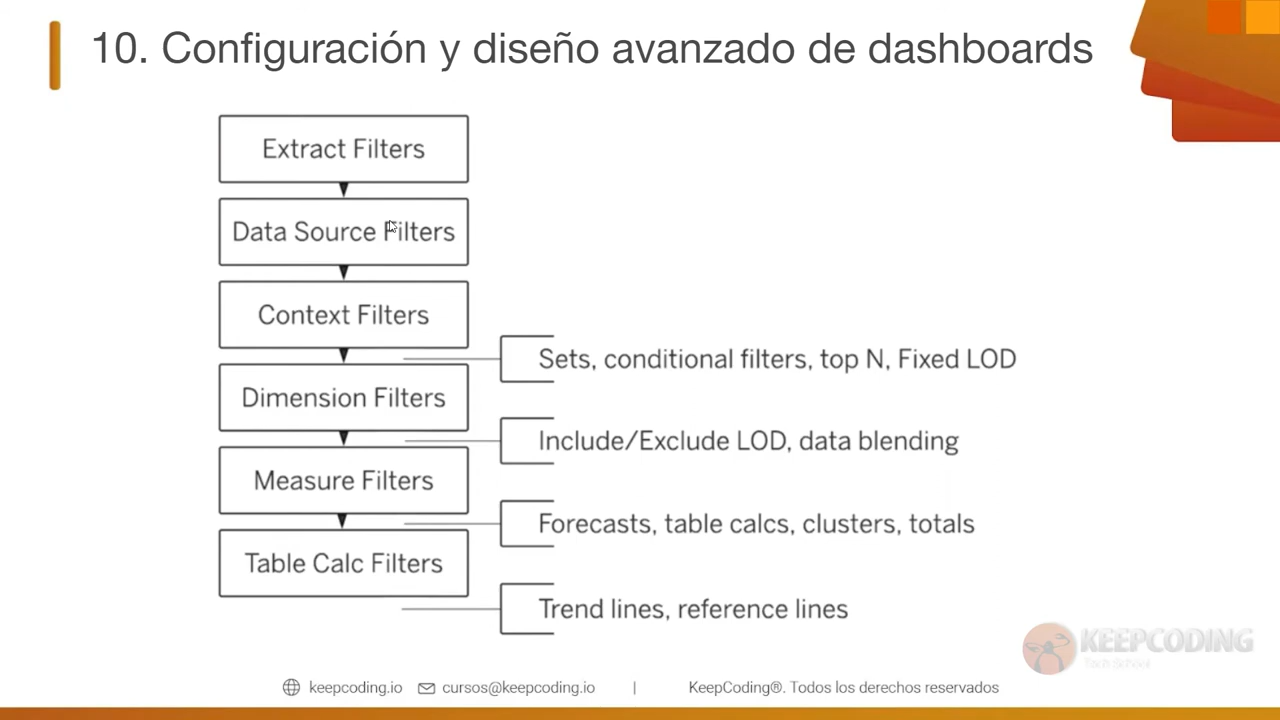 10. Configuración y diseño avanzado de dashboards
Extract Filters
Data Source Filters
Context Filters
Sets, conditional filters, top N, Fixed LOD
Dimension Filters
Include/Exclude LOD, data blending
Measure Filters
Forecasts, table calcs, clusters, totals
Table Calc Filters
Trend lines, reference lines
KEEPCODING
Tech School
keepcoding.io cursos@keepcoding.io | KeepCoding®. Todos los derechos reservados